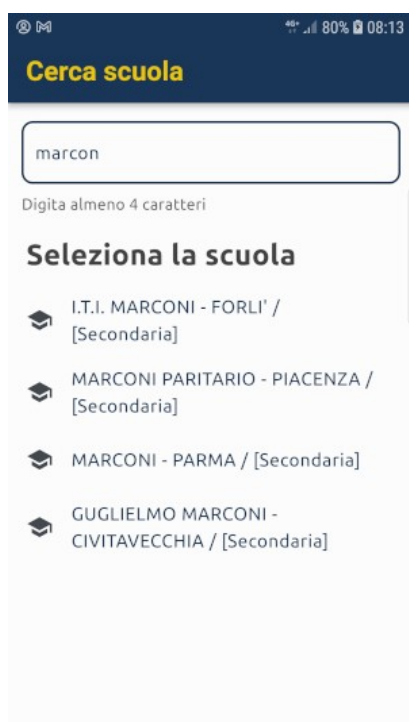 80% 08:13
Cerca scuola
marcon
Digita almeno 4 caratteri
Seleziona la scuola
I.T.I. MARCONI - FORLI' /
[Secondaria]
MARCONI PARITARIO - PIACENZA /
[Secondaria]
MARCONI - PARMA / [Secondaria]
GUGLIELMO MARCONI -
CIVITAVECCHIA / [Secondaria]